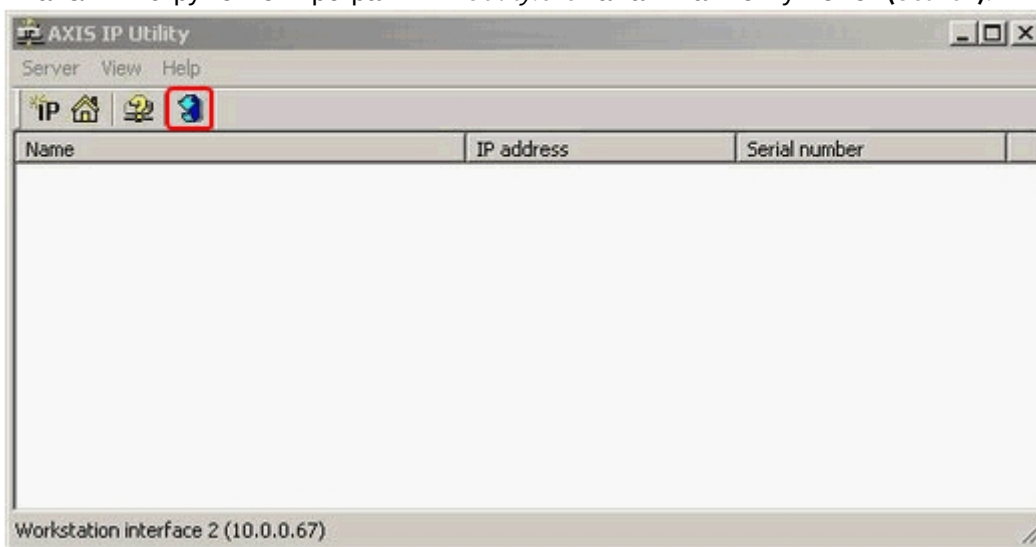 AXIS IP Utility
Server View Help
IP
Name IP address Serial number
Workstation interface 2 (10.0.0.67)